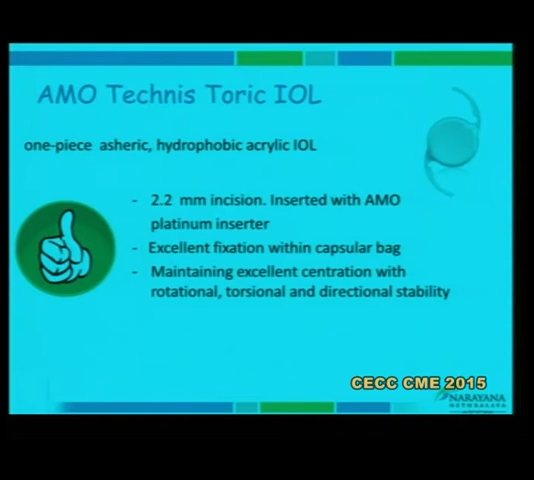 AMO Technis Toric IOL
one-piece asheric, hydrophobic acrylic IOL
- 2.2 mm incision. Inserted with AMO
platinum inserter
- Excellent fixation within capsular bag
- Maintaining excellent centration with
rotational, torsional and directional stability
CECC CME 2015
NARAYANA
NETHRALAYA